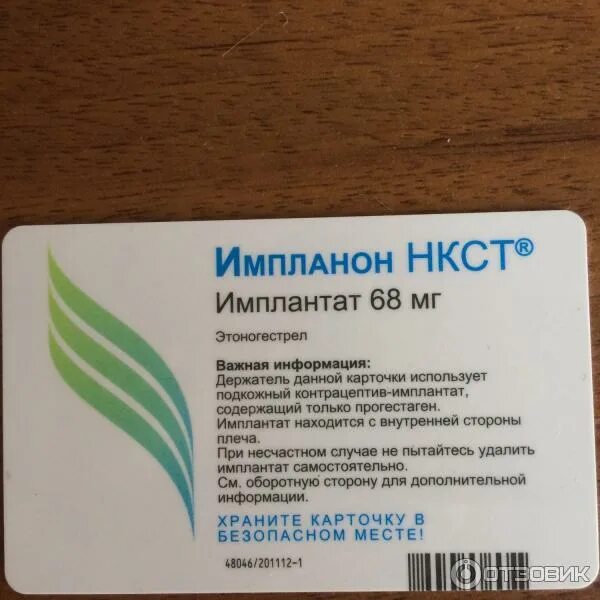 Импланон НКСТ®
Имплантат 68 мг
Этоногестрел
Важная информация:
Держатель данной карточки использует
подкожный контрацептив-имплантат,
содержащий только прогестаген.
Имплантат находится с внутренней стороны
плеча.
При несчастном случае не пытайтесь удалить
имплантат самостоятельно.
См. оборотную сторону для дополнительной
информации.
ХРАНИТЕ КАРТОЧКУ В
БЕЗОПАСНОМ МЕСТЕ!
48046/201112-1
ОТЗОВИК